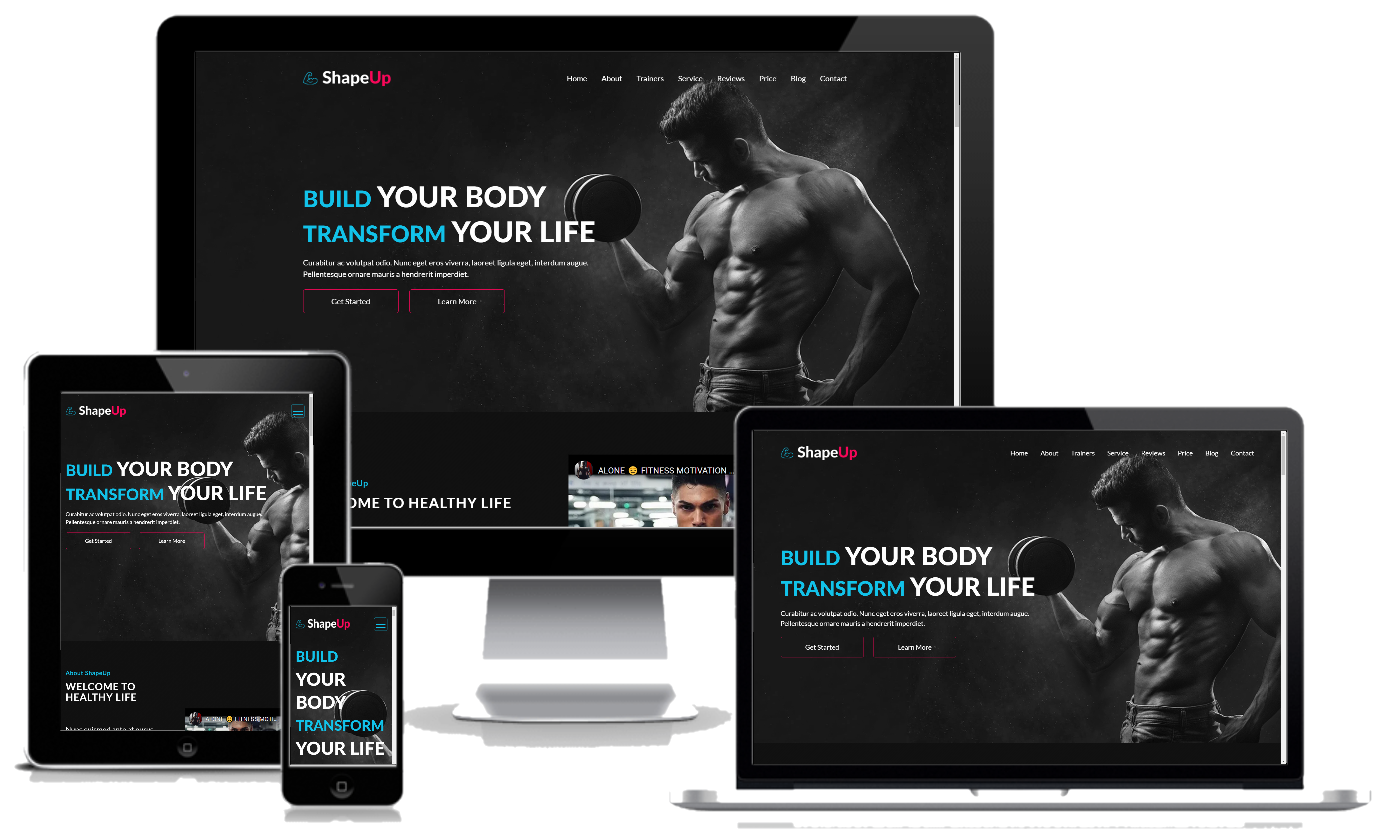 ShapeUp
Home About Trainers Service Reviews Price Blog Contact
BUILD YOUR BODY
TRANSFORM YOUR LIFE
Curabitur ac volutpat odio. Nunc eget eros viverra, laoreet ligula eget, interdum augue.
Pellentesque ornare mauris a hendrerit imperdiet.
Get Started Learn More
eUp
OME TO HEALTHY LIFE
ALONE 😔 FITNESS MOTIVATION ...
ShapeUp
BUILD YOUR BODY
TRANSFORM YOUR LIFE
Curabitur ac volutpat odio. Nunc eget eros viverra, laoreet ligula eget, interdum augue.
Pellentesque ornare mauris a hendrerit imperdiet.
Get Started Learn More
About ShapeUp
WELCOME TO
HEALTHY LIFE
ALONE 😔 FITNESS MOTI...
ShapeUp
BUILD
YOUR
BODY
TRANSFORM
YOUR LIFE
ShapeUp
Home About Trainers Service Reviews Price Blog Contact
BUILD YOUR BODY
TRANSFORM YOUR LIFE
Curabitur ac volutpat odio. Nunc eget eros viverra, laoreet ligula eget, interdum augue.
Pellentesque ornare mauris a hendrerit imperdiet.
Get Started Learn More